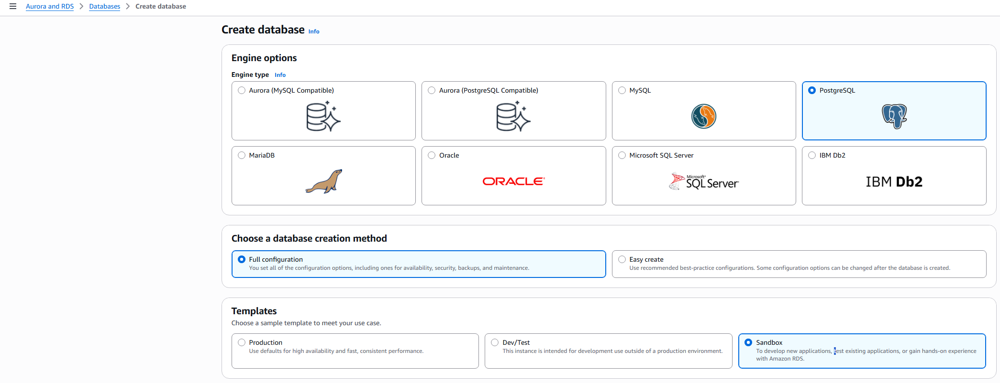 Aurora and RDS > Databases > Create database
Create database Info
Engine options
Engine type Info
Aurora (MySQL Compatible)
Aurora (PostgreSQL Compatible)
MySQL
PostgreSQL
MariaDB
Oracle
ORACLE
Microsoft SQL Server
Microsoft®
SQL Server
IBM Db2
IBM Db2
Choose a database creation method
Full configuration
You set all of the configuration options, including ones for availability, security, backups, and maintenance.
Easy create
Use recommended best-practice configurations. Some configuration options can be changed after the database is created.
Templates
Choose a sample template to meet your use case.
Production
Use defaults for high availability and fast, consistent performance.
Dev/Test
This instance is intended for development use outside of a production environment.
Sandbox
To develop new applications, test existing applications, or gain hands-on experience
with Amazon RDS.